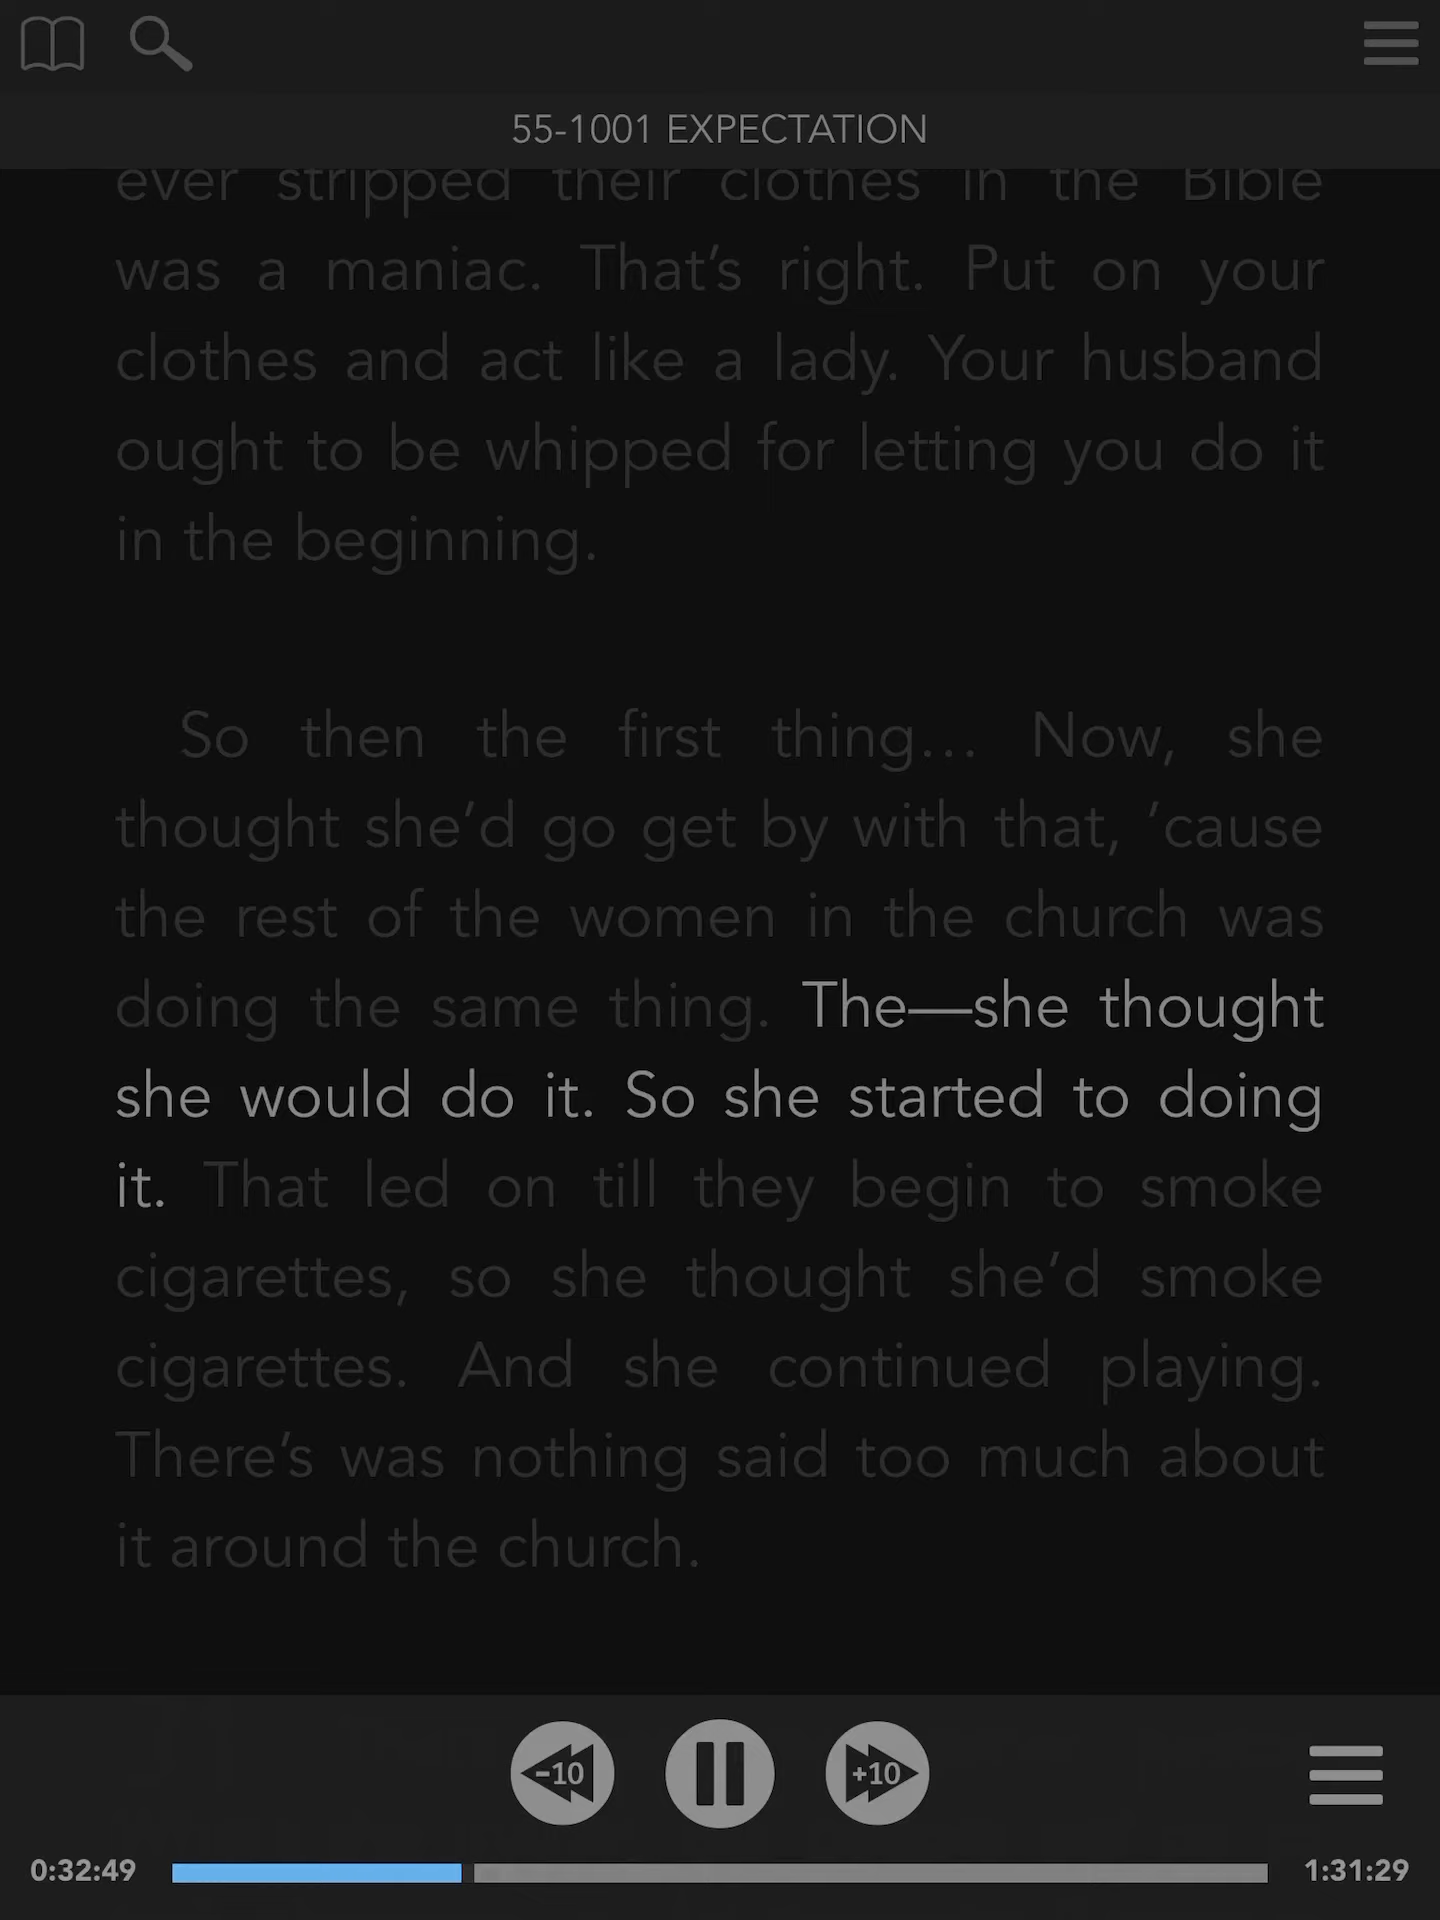 55-1001 EXPECTATION
ever stripped their clothes in the Bible
was a maniac. That’s right. Put on your
clothes and act like a lady. Your husband
ought to be whipped for letting you do it
in the beginning.
So then the first thing… Now, she
thought she’d go get by with that, ’cause
the rest of the women in the church was
doing the same thing. The—she thought
she would do it. So she started to doing
it. That led on till they begin to smoke
cigarettes, so she thought she’d smoke
cigarettes. And she continued playing.
There’s was nothing said too much about
it around the church.
-10 +10
0:32:49 1:31:29